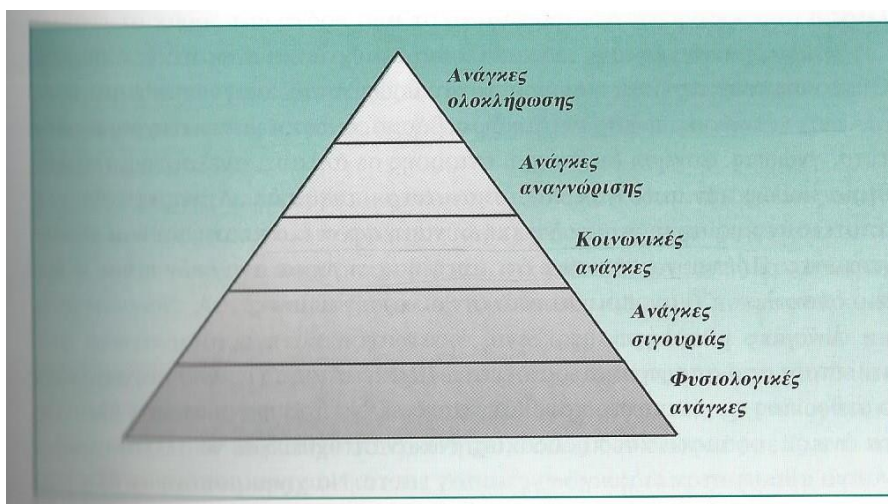 Ανάγκες
ολοκλήρωσης
Ανάγκες
αναγνώρισης
Κοινωνικές
ανάγκες
Ανάγκες
σιγουριάς
Φυσιολογικές
ανάγκες